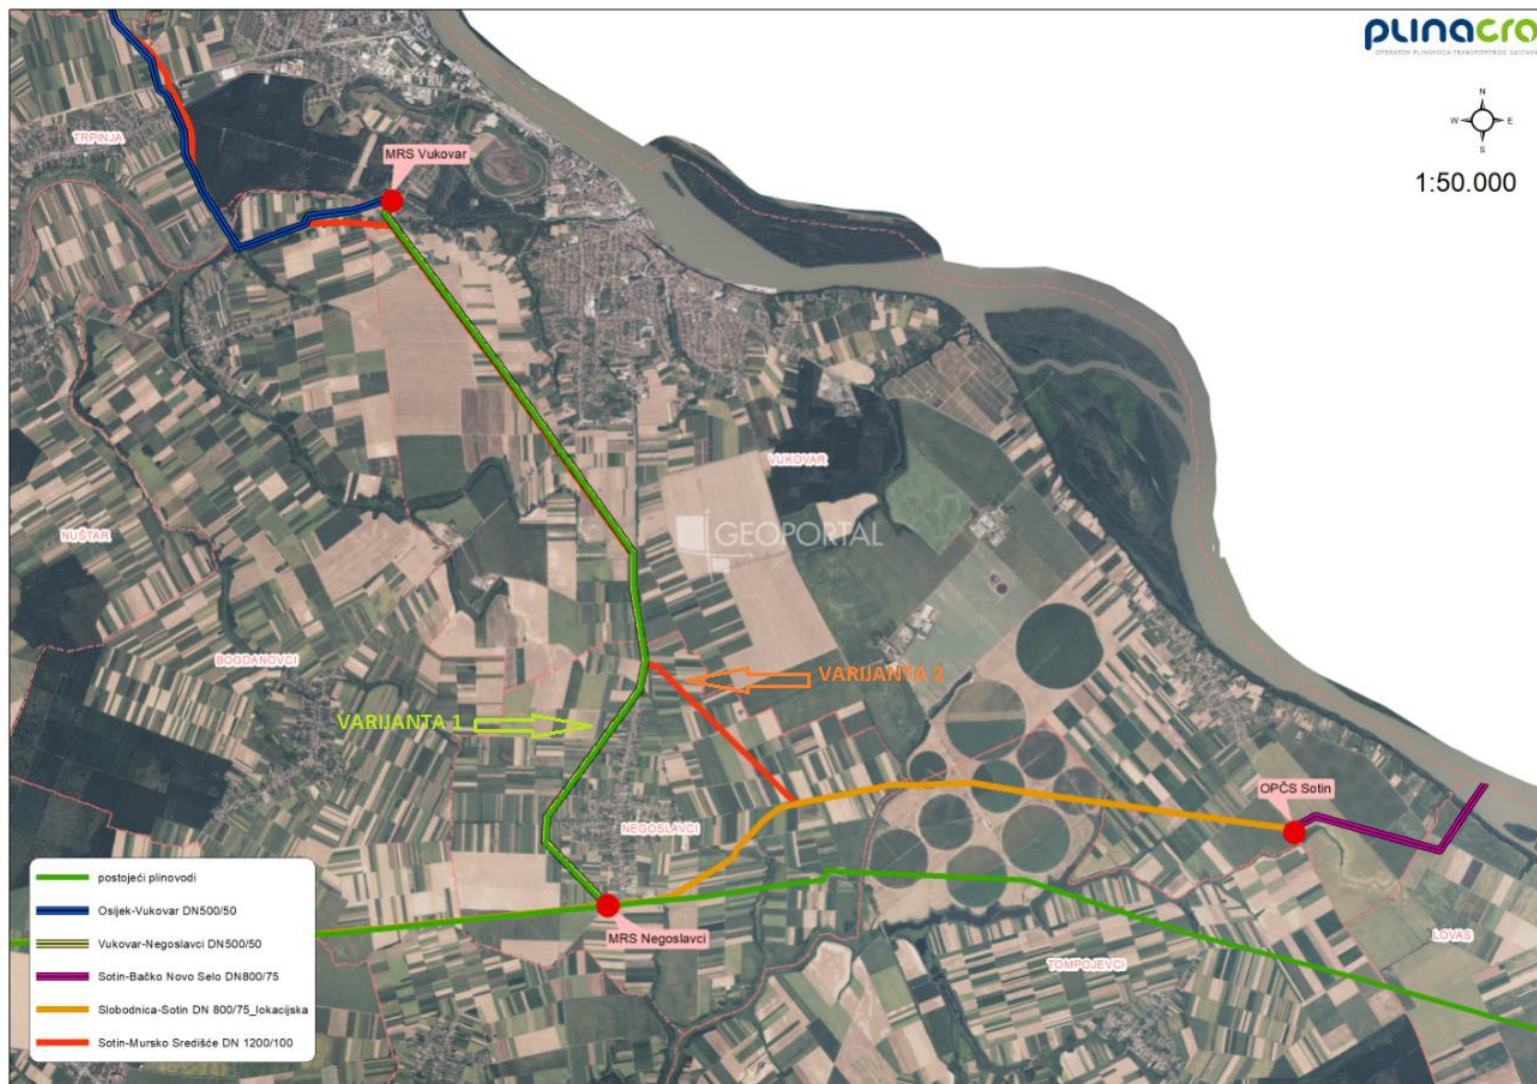 plinacro
OPERATOR PLINSKOGA TRANSPORTNOG SUSTAVA
N
W E
S
1:50.000
TRPINJA
MRS Vukovar
VUKOVAR
GEOPORTAL
NUŠTAR
BOGDANOVCI
VARIJANTA 2
VARIJANTA 1
OPČS Sotin
NEGOSLAVCI
MRS Negoslavci
LOVAS
TOMPOJEVCI
postojeći plinovodi
Osijek-Vukovar DN500/50
Vukovar-Negoslavci DN500/50
Sotin-Bačko Novo Selo DN800/75
Slobodnica-Sotin DN 800/75_lokacijska
Sotin-Mursko Središće DN 1200/100